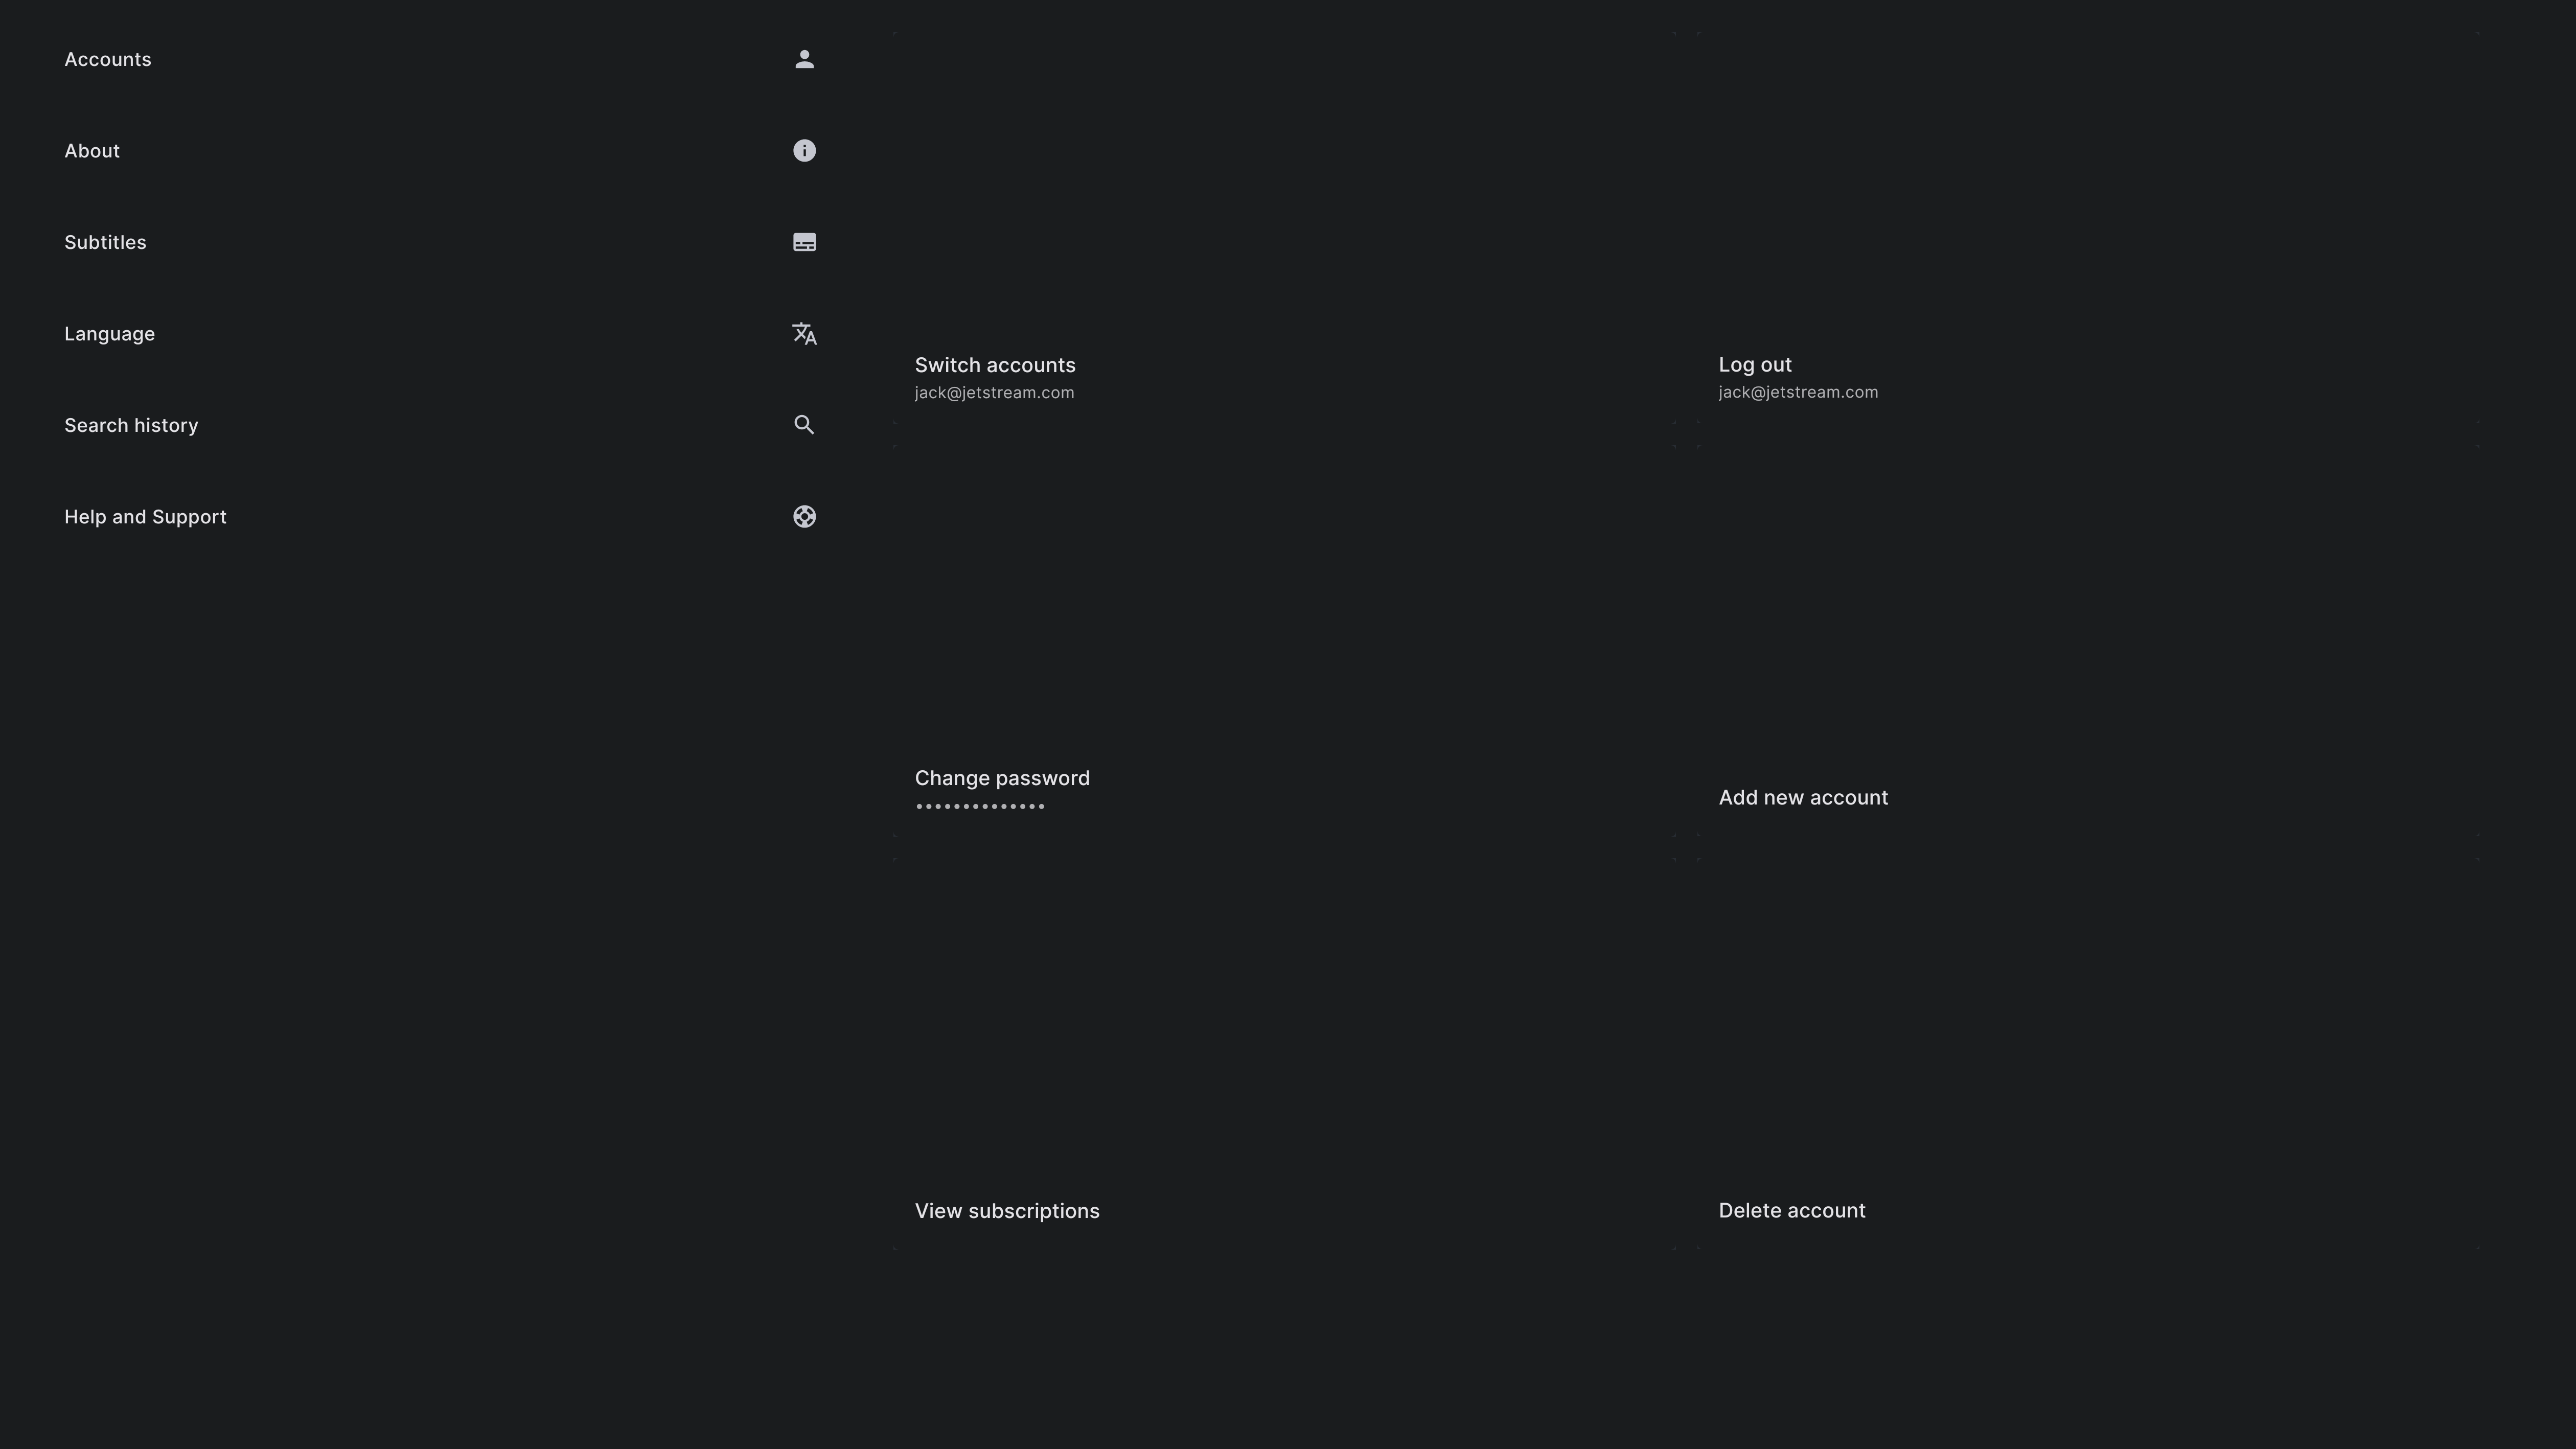 Accounts
About
Subtitles
Language
Search history
Help and Support
Switch accounts
jack@jetstream.com
Log out
jack@jetstream.com
Change password
••••••••••••••
Add new account
View subscriptions
Delete account